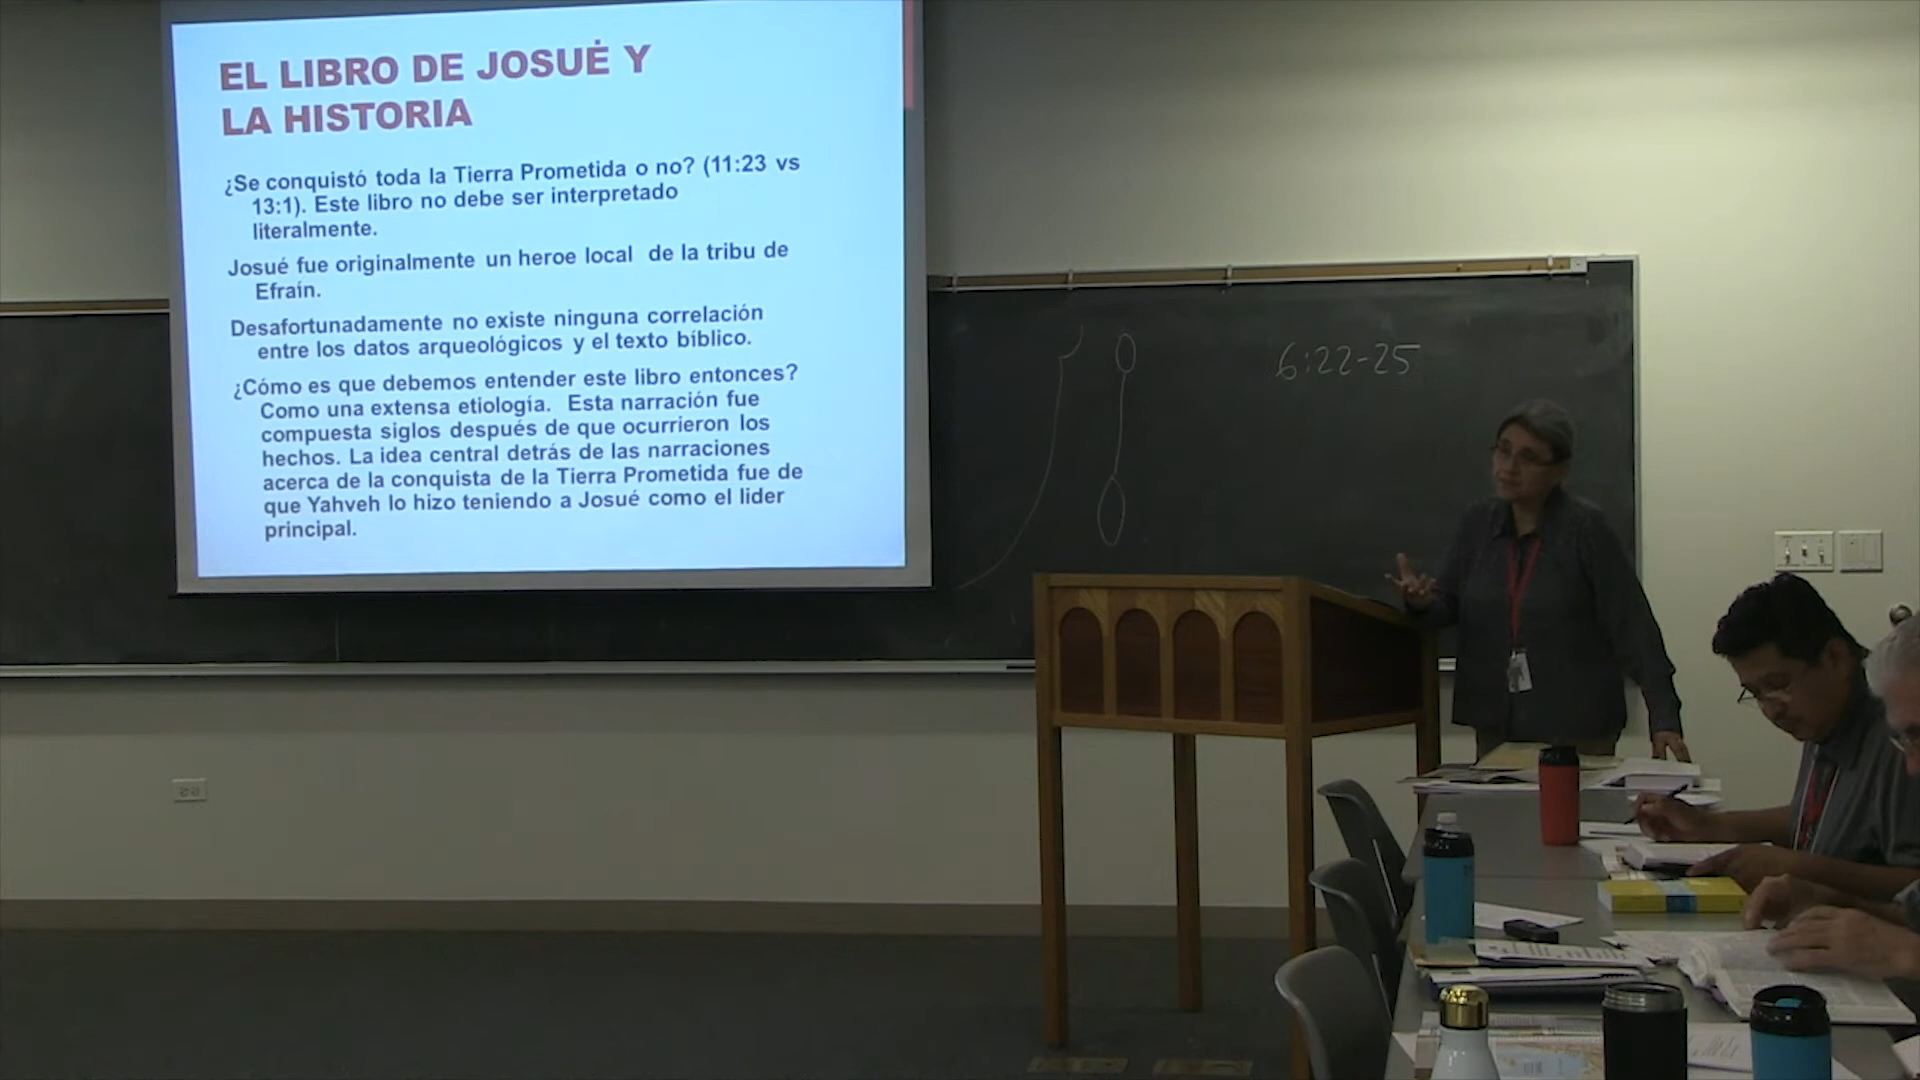 EL LIBRO DE JOSUÉ Y
LA HISTORIA
¿Se conquistó toda la Tierra Prometida o no? (11:23 vs
13:1). Este libro no debe ser interpretado
literalmente.
Josué fue originalmente un heroe local de la tribu de
Efraín.
Desafortunadamente no existe ninguna correlación
entre los datos arqueológicos y el texto bíblico.
¿Cómo es que debemos entender este libro entonces?
Como una extensa etiología. Esta narración fue
compuesta siglos después de que ocurrieron los
hechos. La idea central detrás de las narraciones
acerca de la conquista de la Tierra Prometida fue de
que Yahveh lo hizo teniendo a Josué como el lider
principal.
6:22-25